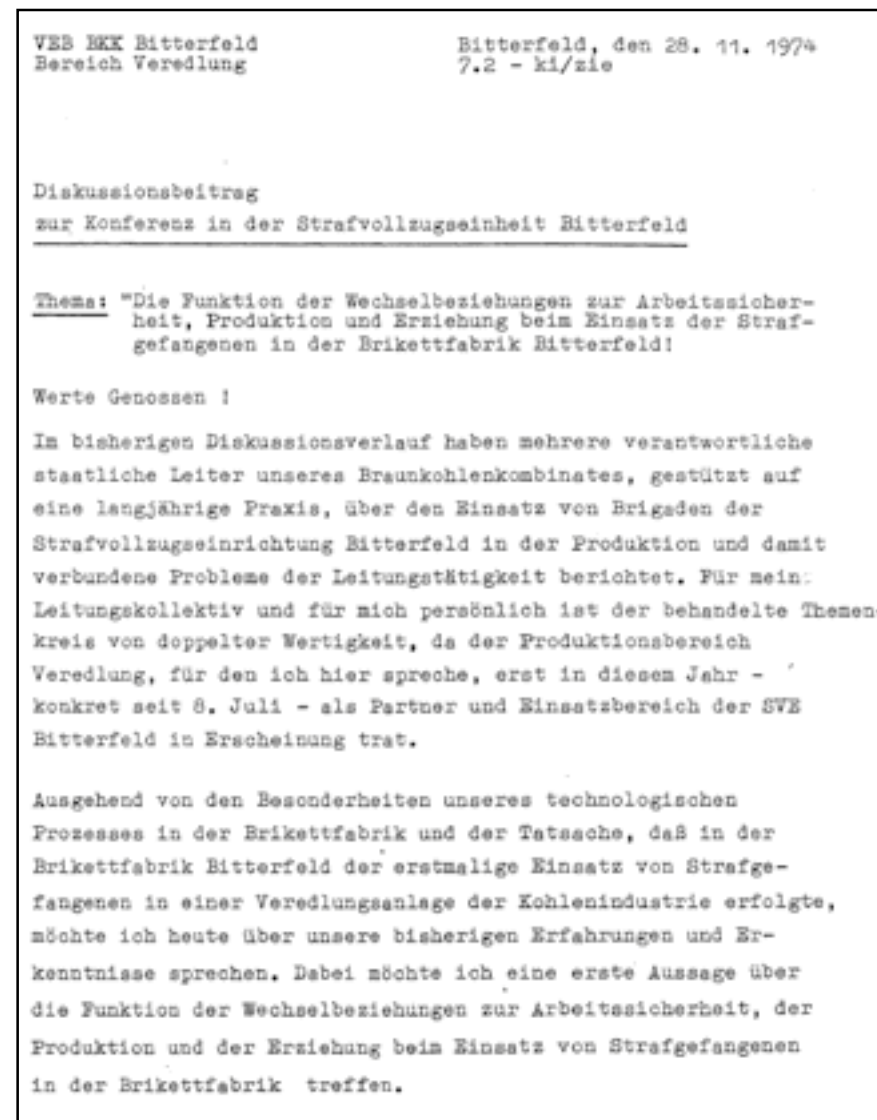 VEB BKK Bitterfeld
Bereich Veredlung
Bitterfeld, den 28. 11. 1974
7.2 - ki/zie
Diskussionsbeitrag
zur Konferenz in der Strafvollzugseinheit Bitterfeld
Thema: "Die Funktion der Wechselbeziehungen zur Arbeitssicher-
heit, Produktion und Erziehung beim Einsatz der Straf-
gefangenen in der Brikettfabrik Bitterfeld!
Werte Genossen !
Im bisherigen Diskussionsverlauf haben mehrere verantwortliche
staatliche Leiter unseres Braunkohlenkombinates, gestützt auf
eine langjährige Praxis, über den Einsatz von Brigaden der
Strafvollzugseinrichtung Bitterfeld in der Produktion und damit
verbundene Probleme der Leitungstätigkeit berichtet. Für mein
Leitungskollektiv und für mich persönlich ist der behandelte Themen
kreis von doppelter Wertigkeit, da der Produktionsbereich
Veredlung, für den ich hier spreche, erst in diesem Jahr -
konkret seit 8. Juli - als Partner und Einsatzbereich der SVE
Bitterfeld in Erscheinung trat.
Ausgehend von den Besonderheiten unseres technologischen
Prozesses in der Brikettfabrik und der Tatsache, daß in der
Brikettfabrik Bitterfeld der erstmalige Einsatz von Strafge-
fangenen in einer Veredlungsanlage der Kohlenindustrie erfolgte,
möchte ich heute über unsere bisherigen Erfahrungen und Er-
kenntnisse sprechen. Dabei möchte ich eine erste Aussage über
die Funktion der Wechselbeziehungen zur Arbeitssicherheit, der
Produktion und der Erziehung beim Einsatz von Strafgefangenen
in der Brikettfabrik treffen.